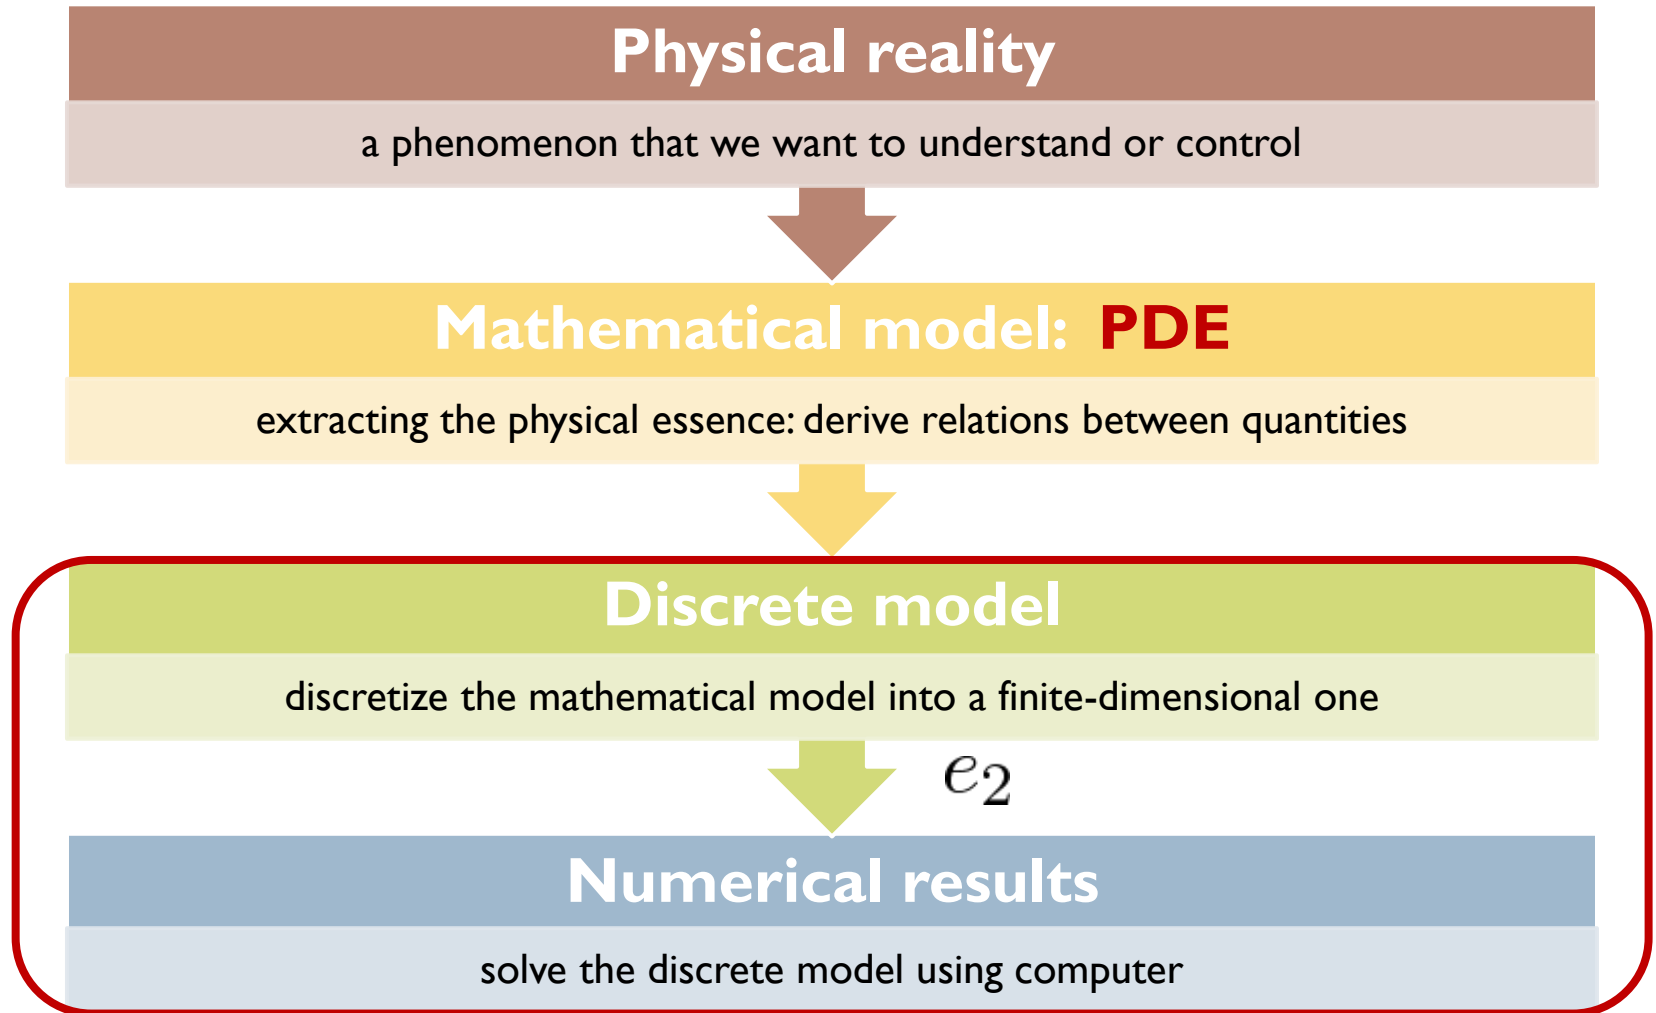 Physical reality
a phenomenon that we want to understand or control
Mathematical model: PDE
extracting the physical essence: derive relations between quantities
Discrete model
discretize the mathematical model into a finite-dimensional one
e₂
Numerical results
solve the discrete model using computer